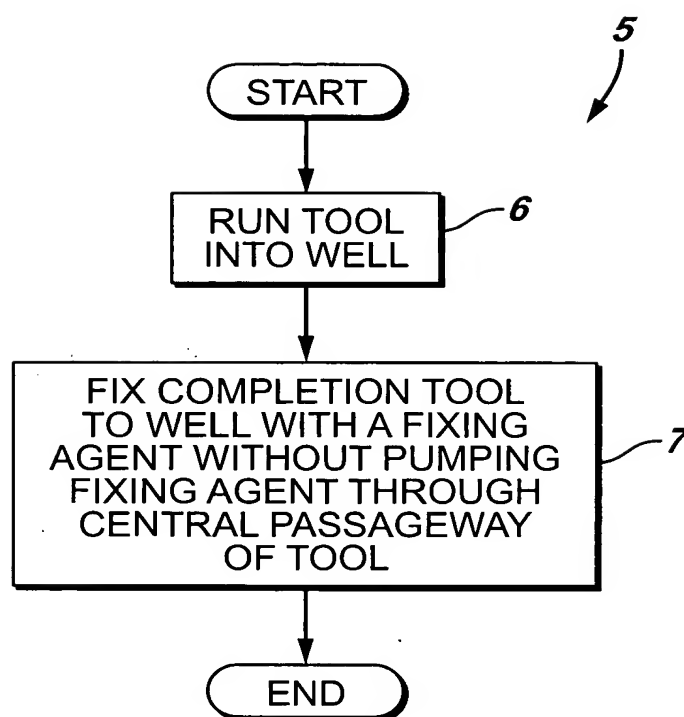 5
START
RUN TOOL
INTO WELL
6
FIX COMPLETION TOOL
TO WELL WITH A FIXING
AGENT WITHOUT PUMPING
FIXING AGENT THROUGH
CENTRAL PASSAGEWAY
OF TOOL
7
END